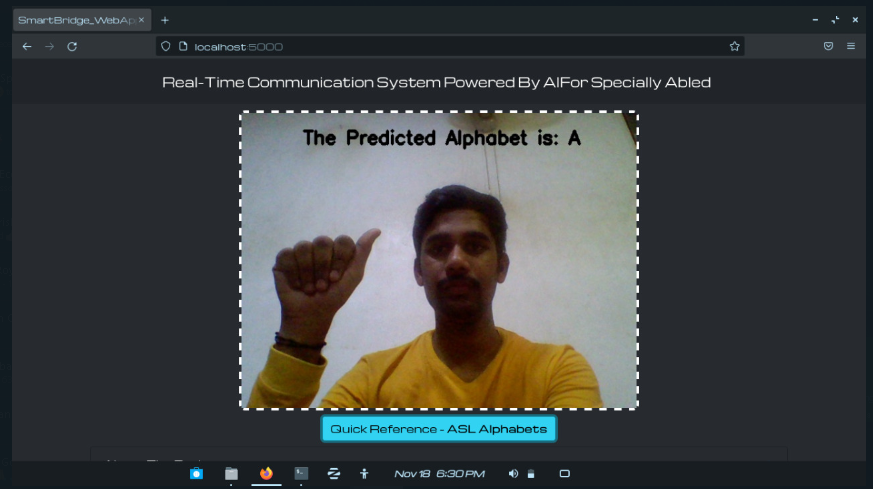 SmartBridge_WebAp
localhost:5000
Real-Time Communication System Powered By AIFor Specially Abled
The Predicted Alphabet is: A
Quick Reference - ASL Alphabets
Nov 18 6:30 PM